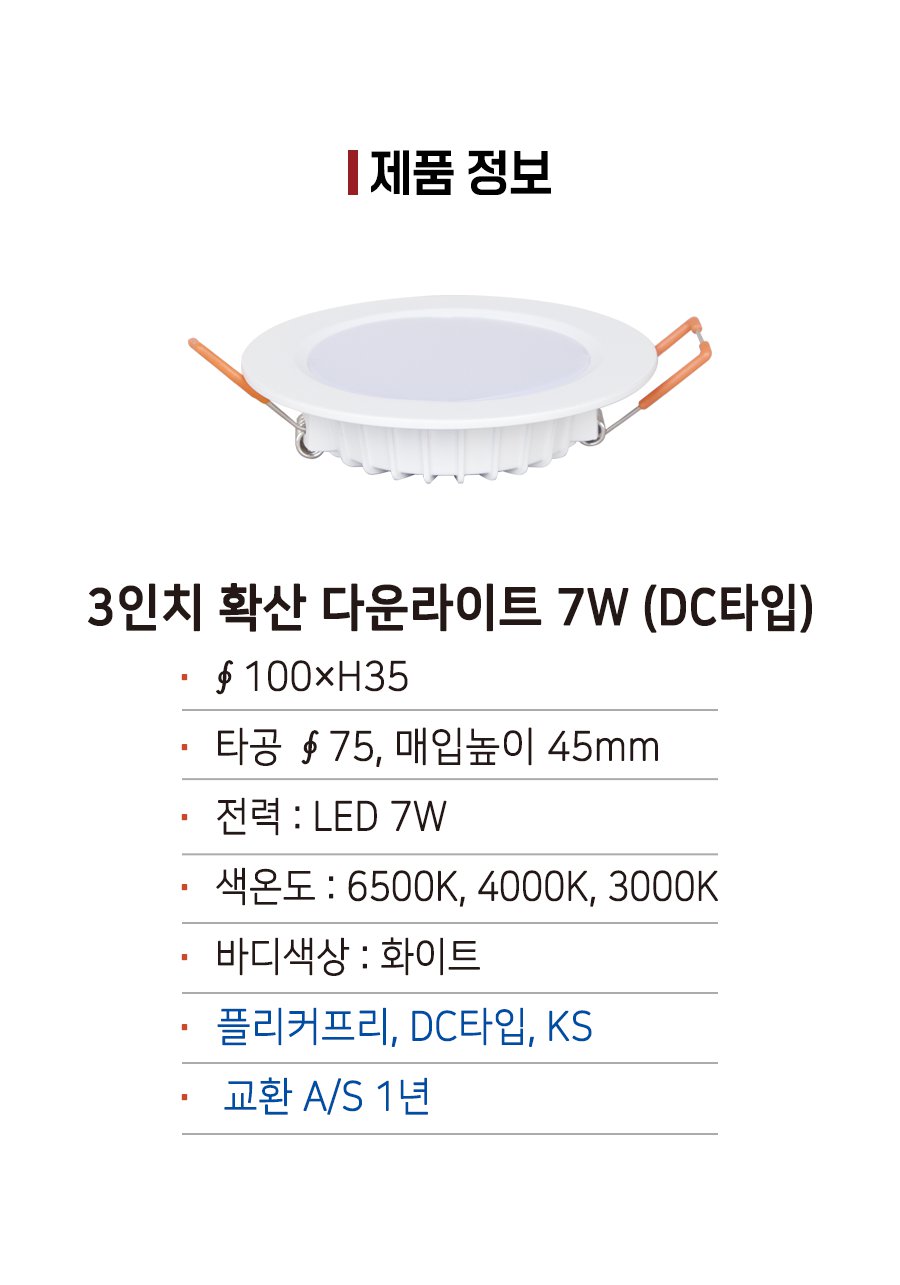 제품 정보
3인치 확산 다운라이트 7W (DC타입)
∮ 100×H35
타공 ∮ 75, 매입높이 45mm
전력 : LED 7W
색온도 : 6500K, 4000K, 3000K
바디색상 : 화이트
플리커프리, DC타입, KS
교환 A/S 1년